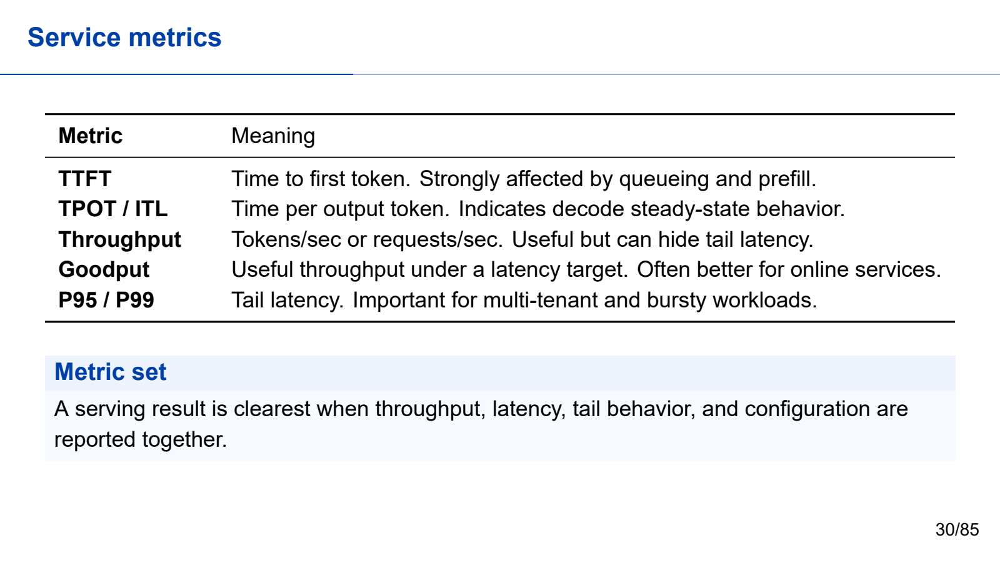 Service metrics
Metric Meaning
TTFT Time to first token. Strongly affected by queueing and prefill.
TPOT / ITL Time per output token. Indicates decode steady-state behavior.
Throughput Tokens/sec or requests/sec. Useful but can hide tail latency.
Goodput Useful throughput under a latency target. Often better for online services.
P95 / P99 Tail latency. Important for multi-tenant and bursty workloads.
Metric set
A serving result is clearest when throughput, latency, tail behavior, and configuration are
reported together.
30/85